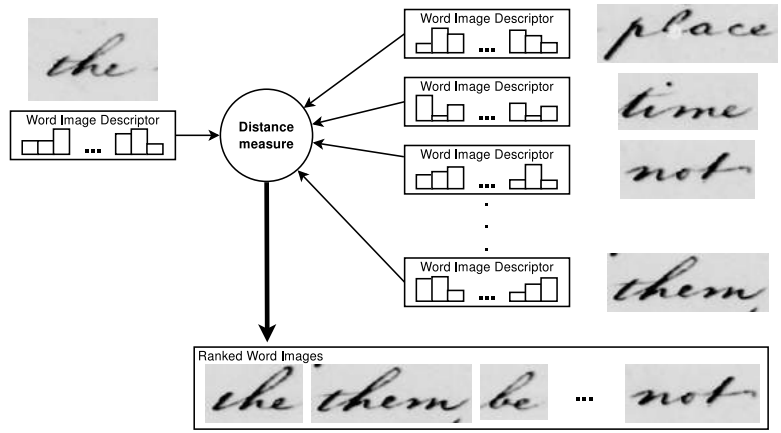 the
Word Image Descriptor
...
Distance
measure
Word Image Descriptor
...
place
Word Image Descriptor
...
time
Word Image Descriptor
...
not
Word Image Descriptor
...
them,
Ranked Word Images
the them, be ... not